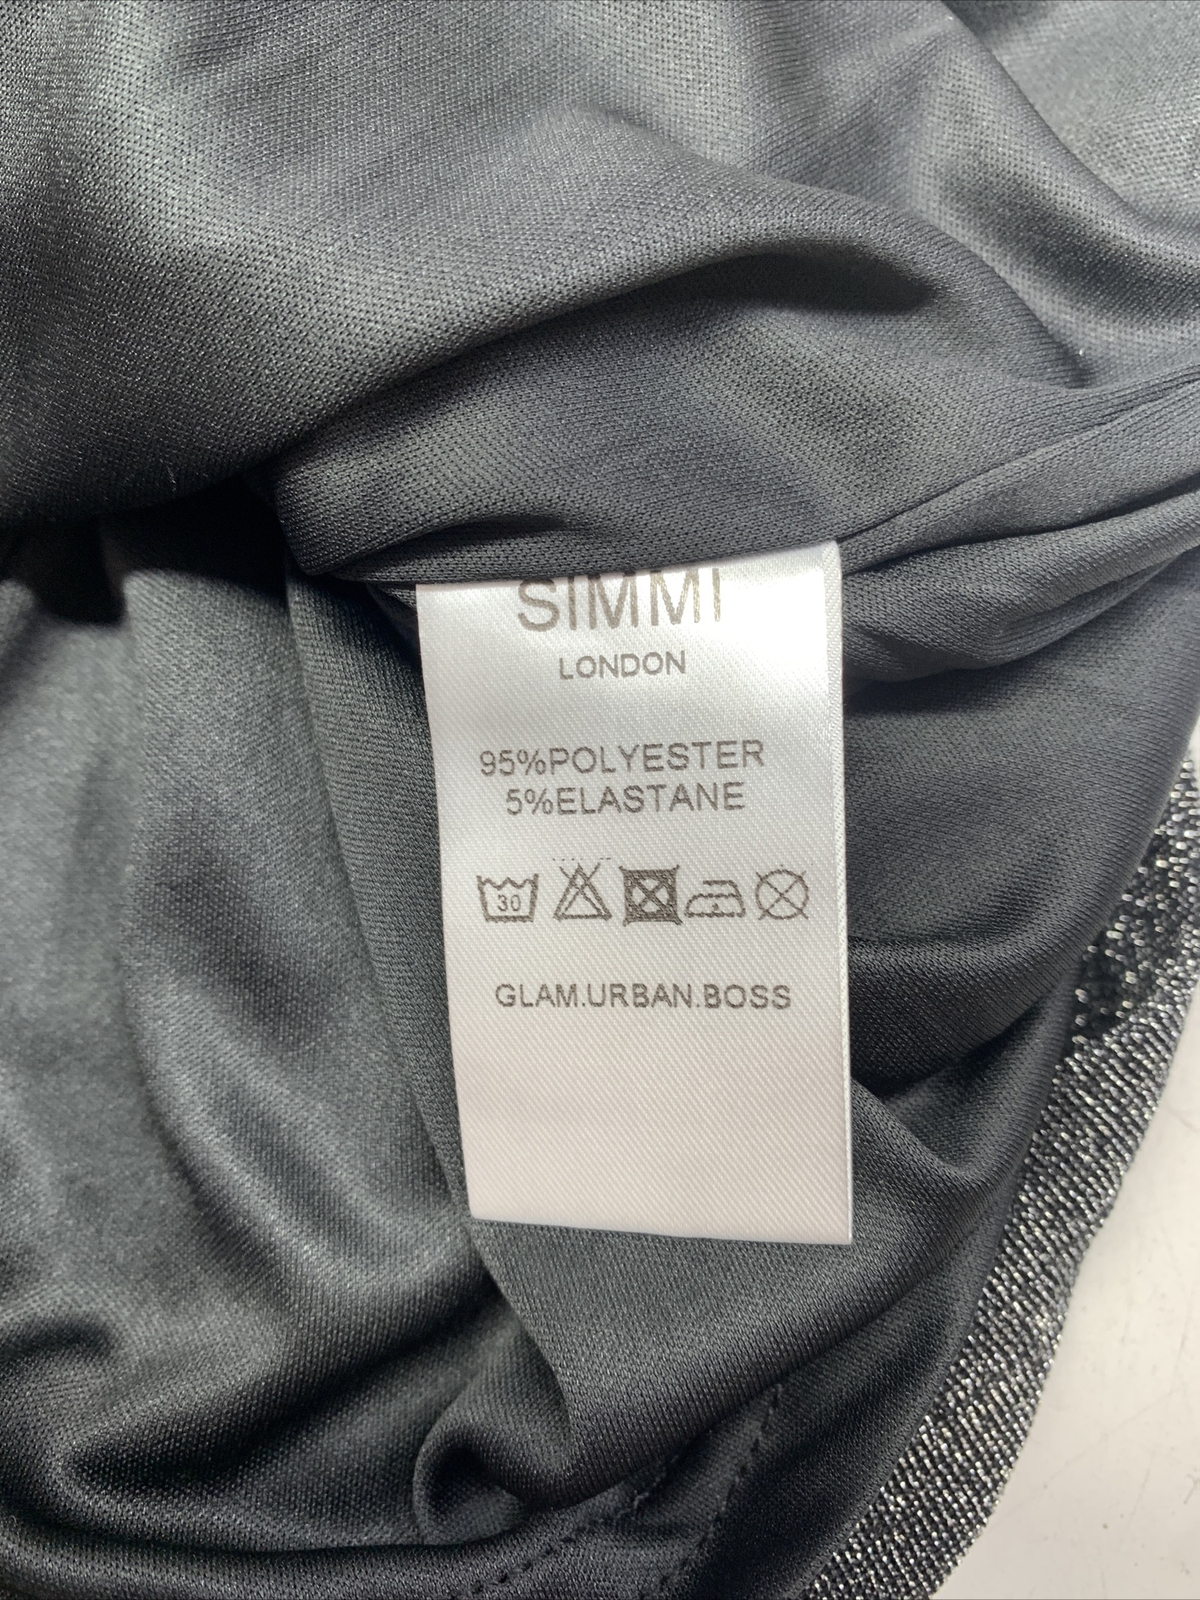 SIMMI
LONDON
95%POLYESTER
5%ELASTANE
30
GLAM.URBAN.BOSS